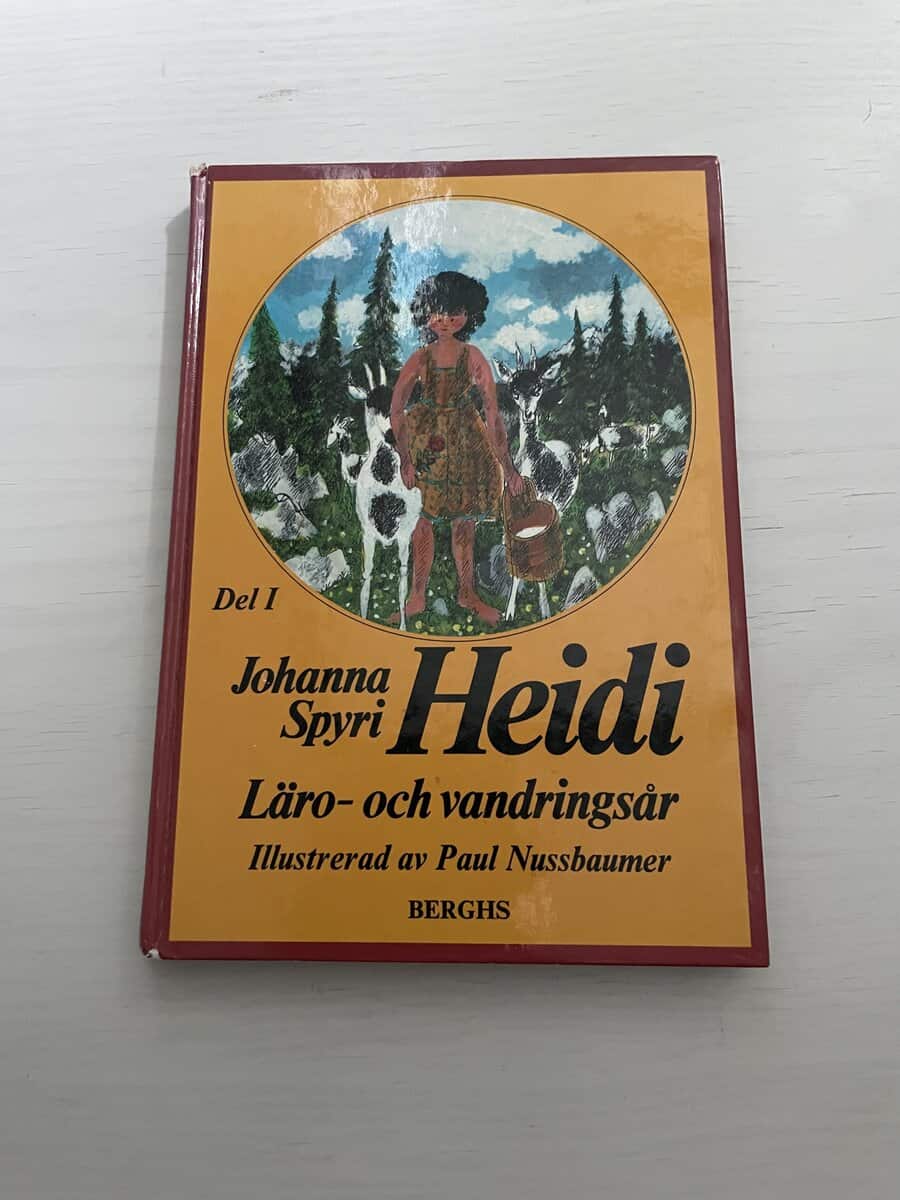 Del I
Johanna
Spyri
Heidi
Läro- och vandringsår
Illustrerad av Paul Nussbaumer
BERGHS